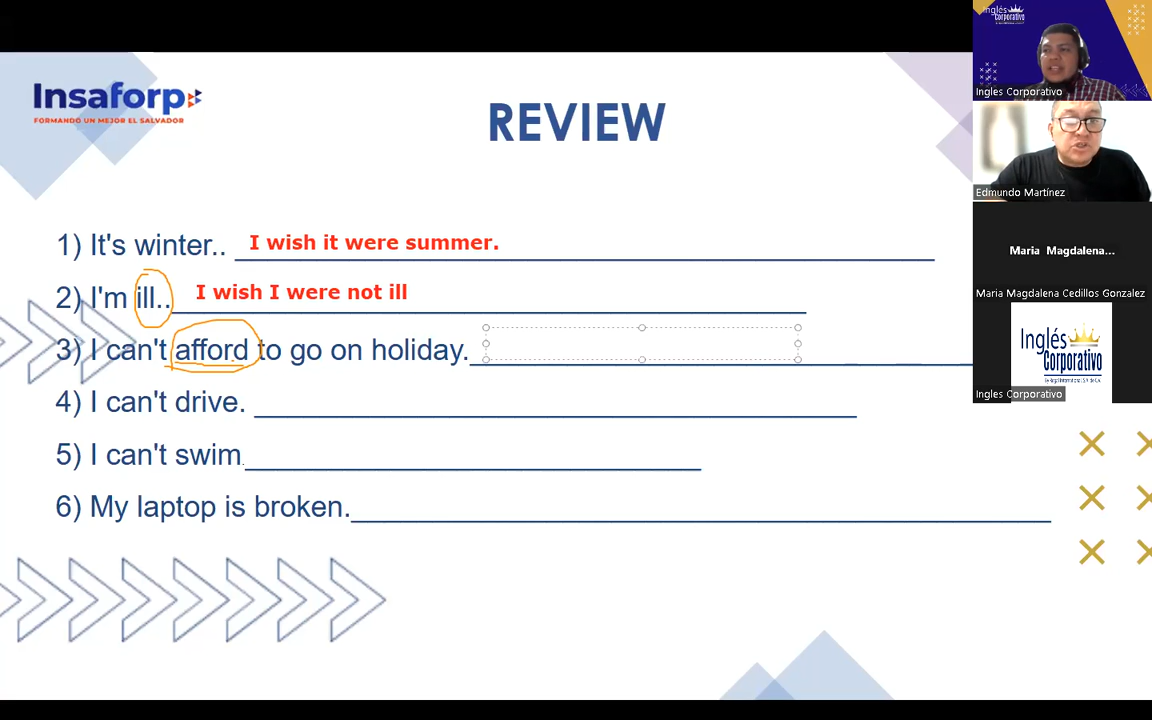 Insaforp
FORMANDO UN MEJOR EL SALVADOR
REVIEW
1) It's winter.. I wish it were summer.
2) I'm ill.. I wish I were not ill
3) I can't afford to go on holiday.
4) I can't drive.
5) I can't swim.
6) My laptop is broken.
Inglés
Corporativo
Ingles Corporativo
Edmundo Martínez
Maria Magdalena...
Maria Magdalena Cedillos Gonzalez
Inglés
Corporativo
Ingles Corporativo